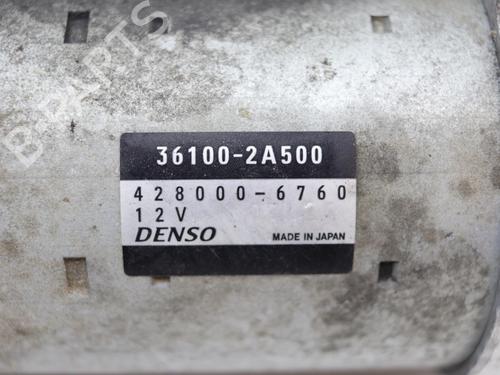 B-PARTS
36100-2A500
428000-6760
12V
DENSO MADE IN JAPAN